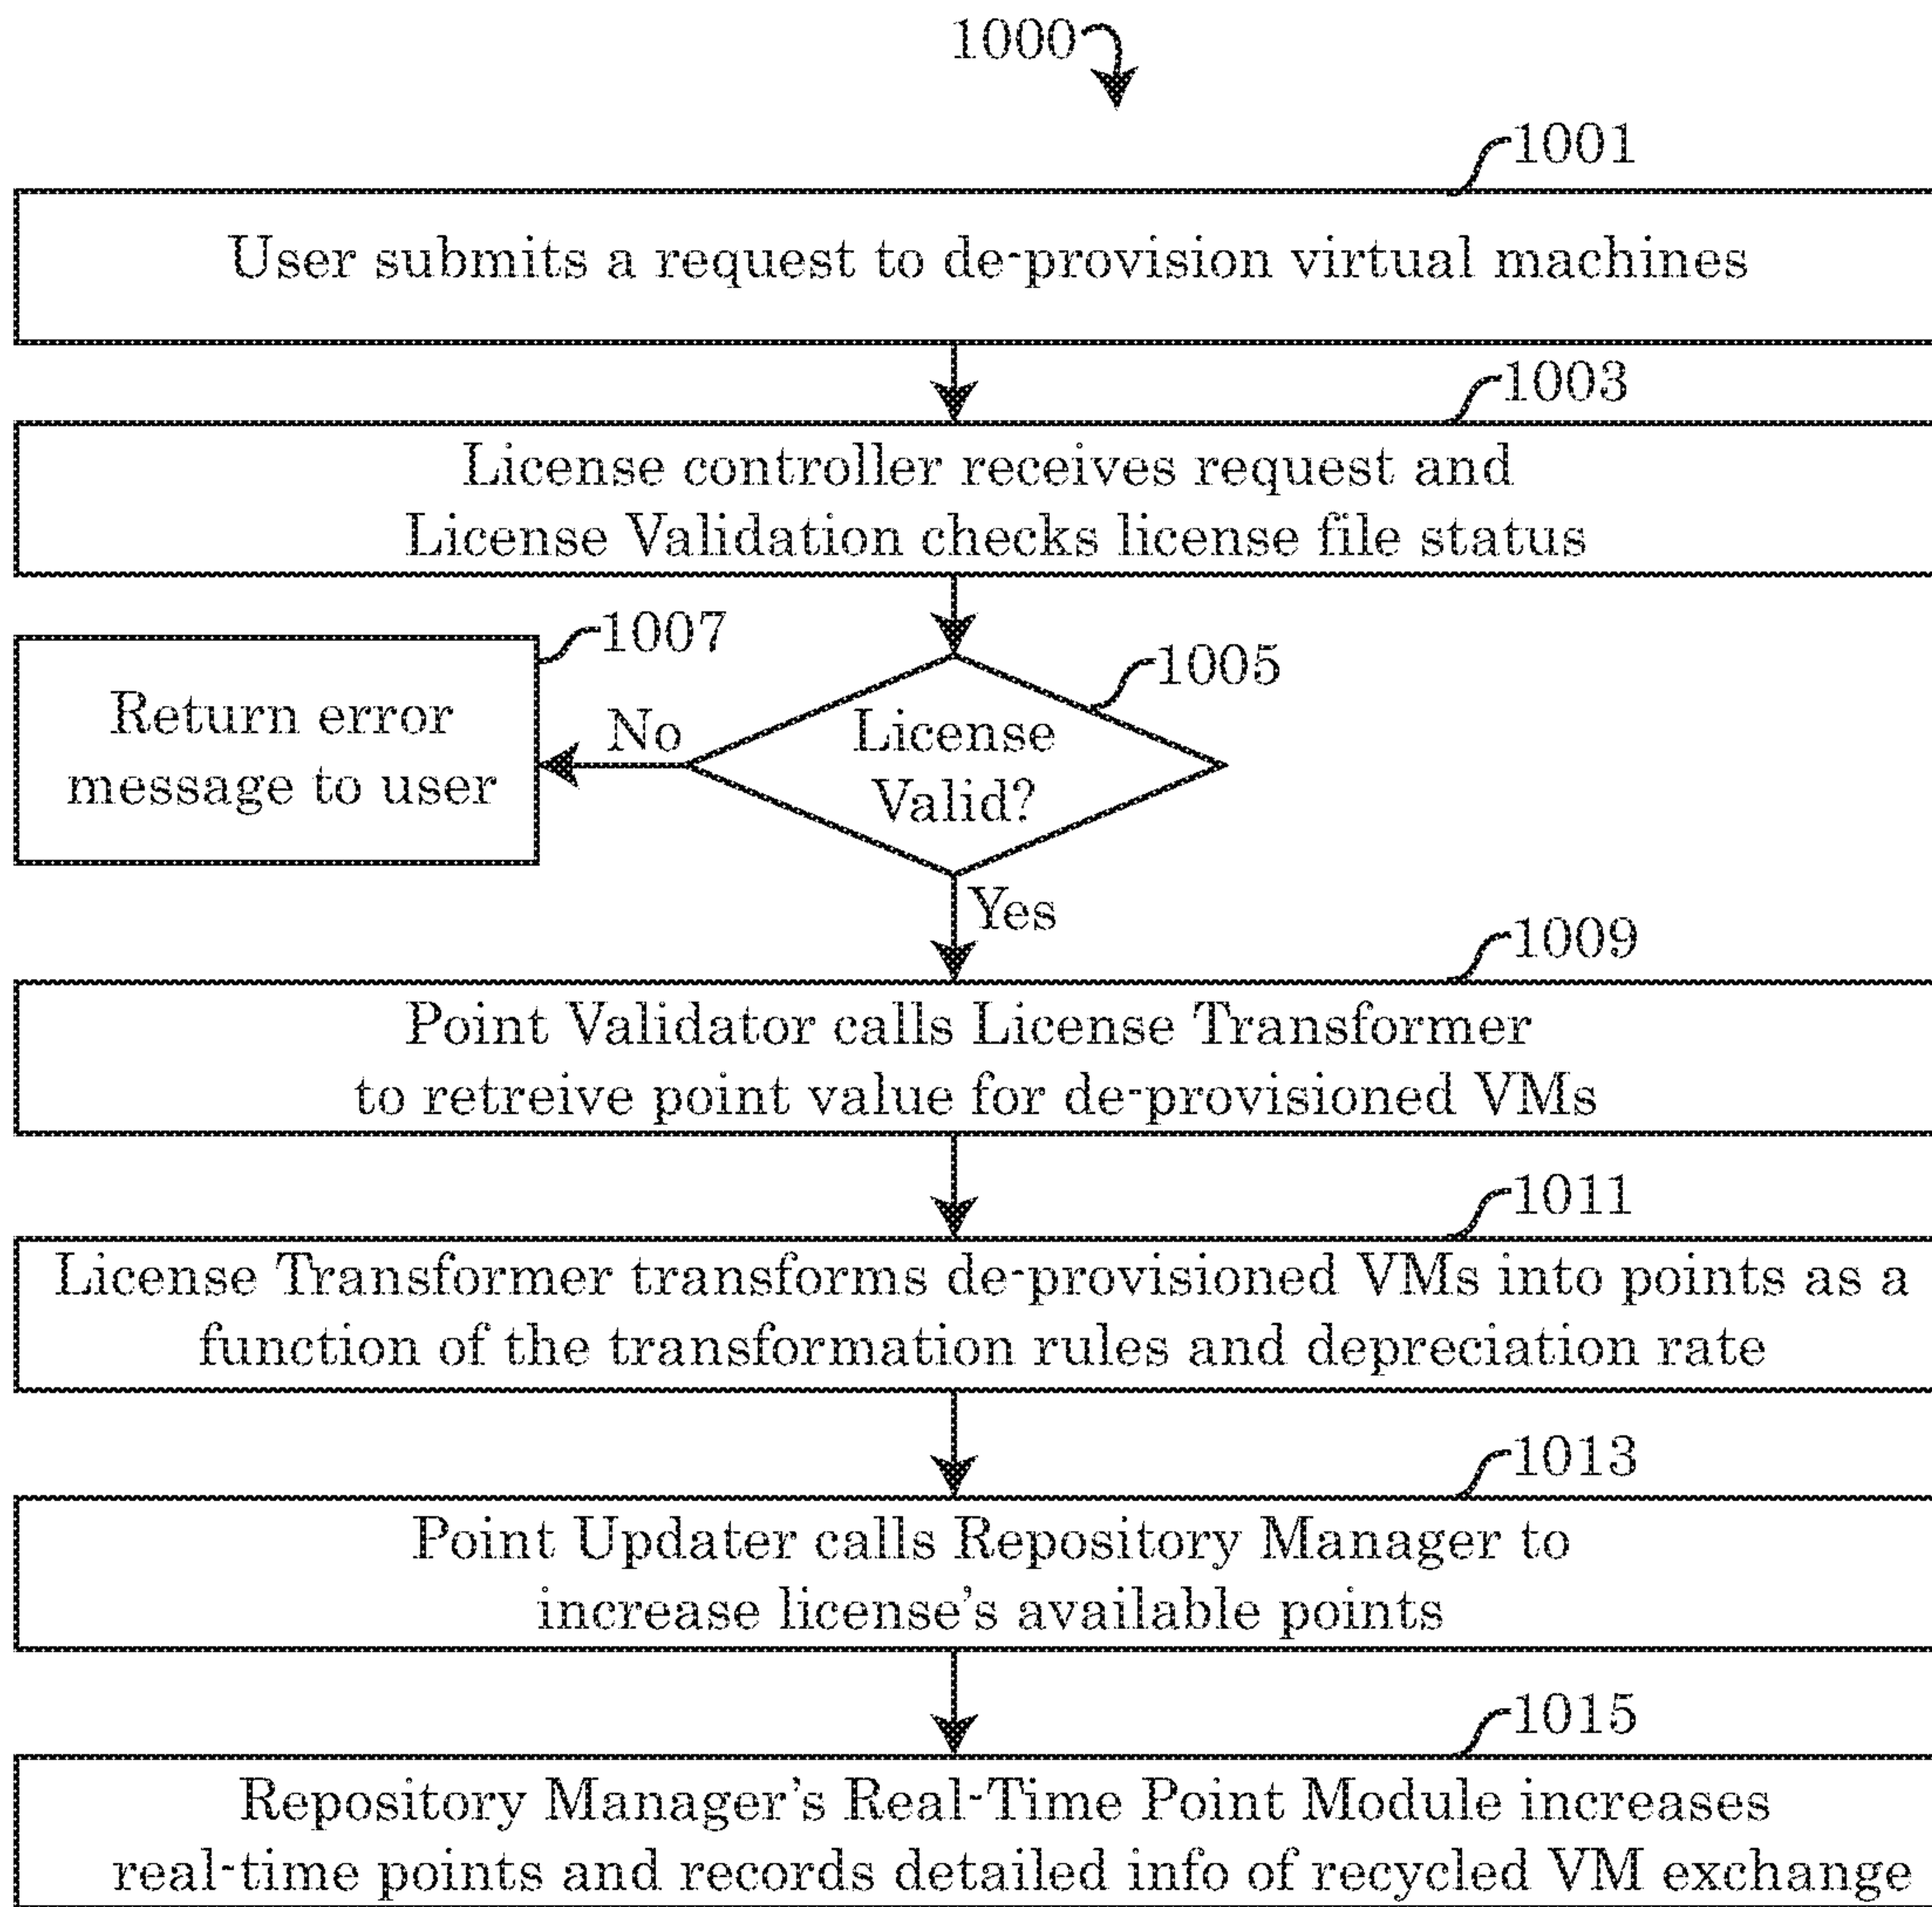 1000
1001
User submits a request to de-provision virtual machines
1003
License controller receives request and
License Validation checks license file status
1007
Return error
message to user
No
1005
License
Valid?
Yes
1009
Point Validator calls License Transformer
to retreive point value for de-provisioned VMs
1011
License Transformer transforms de-provisioned VMs into points as a
function of the transformation rules and depreciation rate
1013
Point Updater calls Repository Manager to
increase license's available points
1015
Repository Manager's Real-Time Point Module increases
real-time points and records detailed info of recycled VM exchange